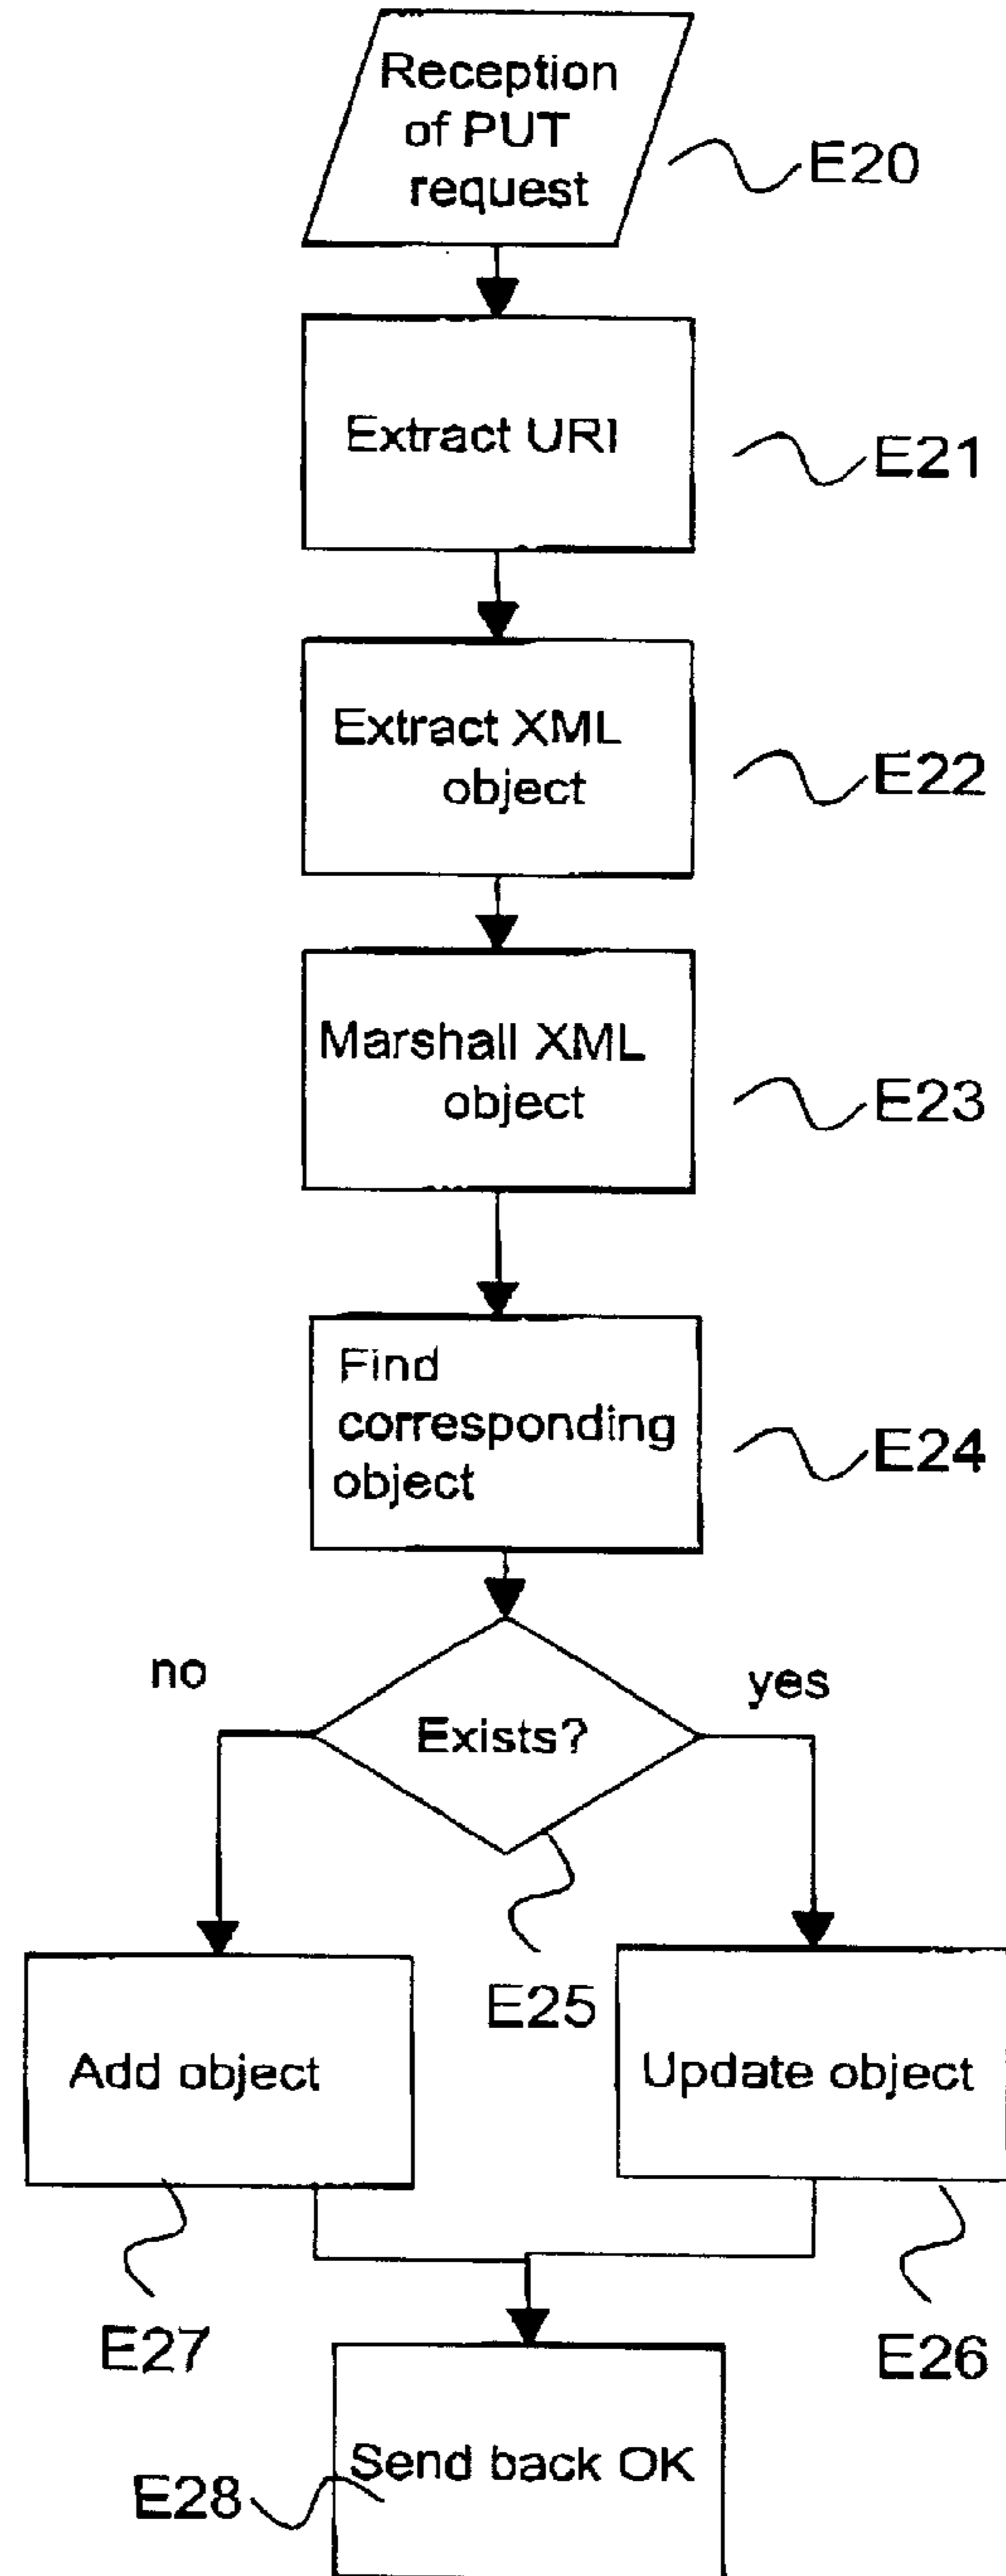 Reception
of PUT
request
E20
Extract URI
E21
Extract XML
object
E22
Marshall XML
object
E23
Find
corresponding
object
E24
no
yes
Exists?
E25
Add object
Update object
E27
E26
Send back OK
E28